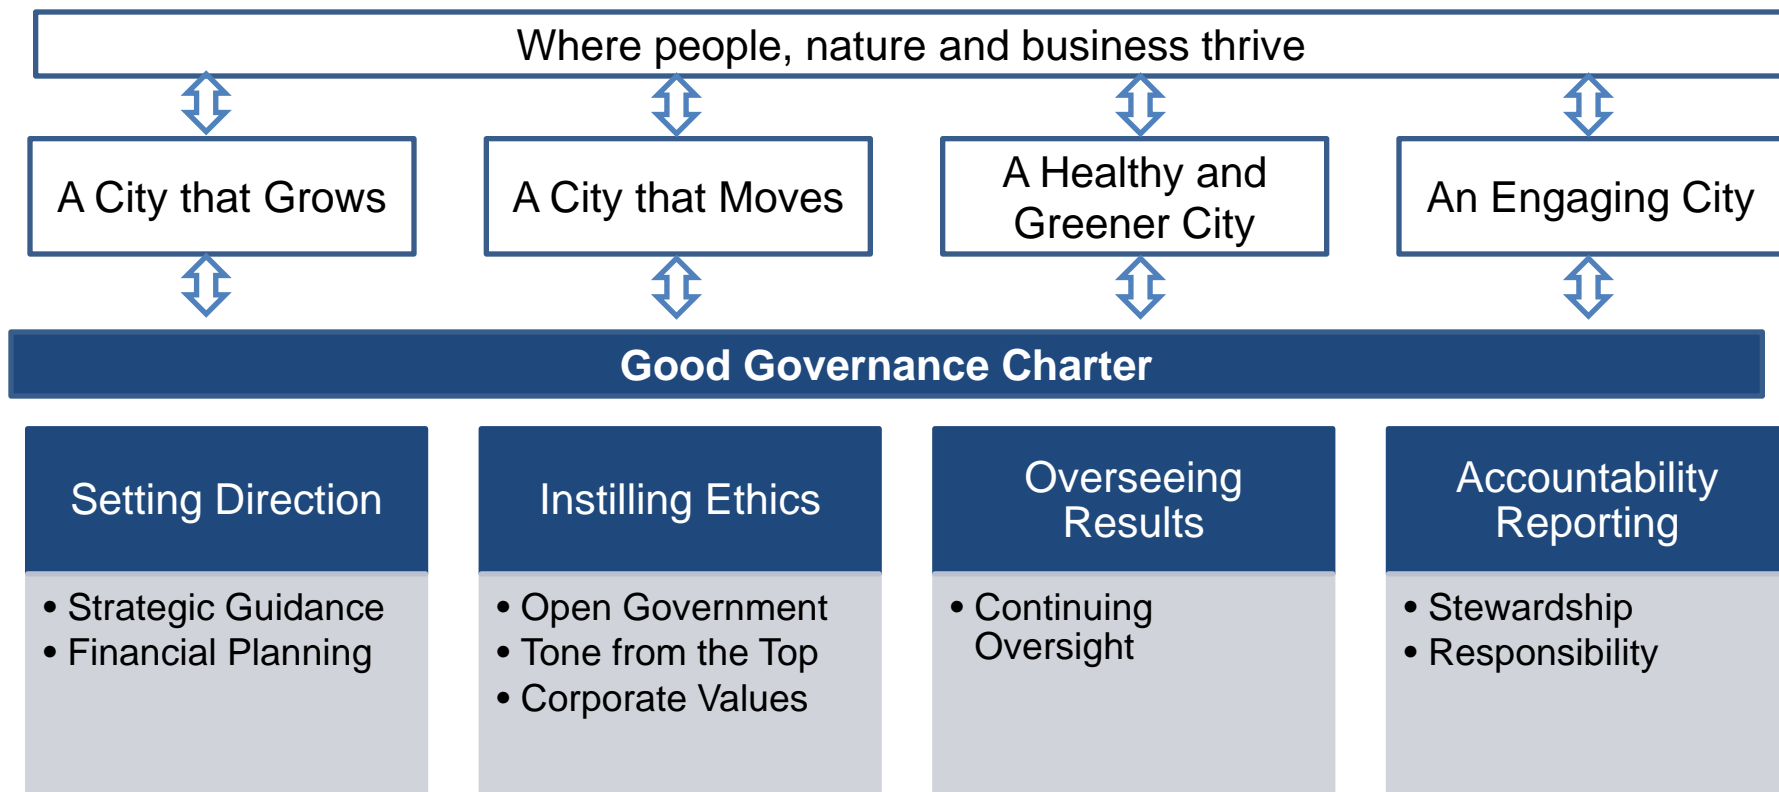 Where people, nature and business thrive
A City that Grows
A City that Moves
A Healthy and
Greener City
An Engaging City
Good Governance Charter
Setting Direction
• Strategic Guidance
• Financial Planning
Instilling Ethics
• Open Government
• Tone from the Top
• Corporate Values
Overseeing
Results
• Continuing
Oversight
Accountability
Reporting
• Stewardship
• Responsibility